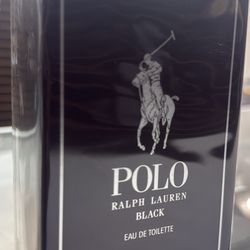 POLO
RALPH LAUREN
BLACK
EAU DE TOILETTE